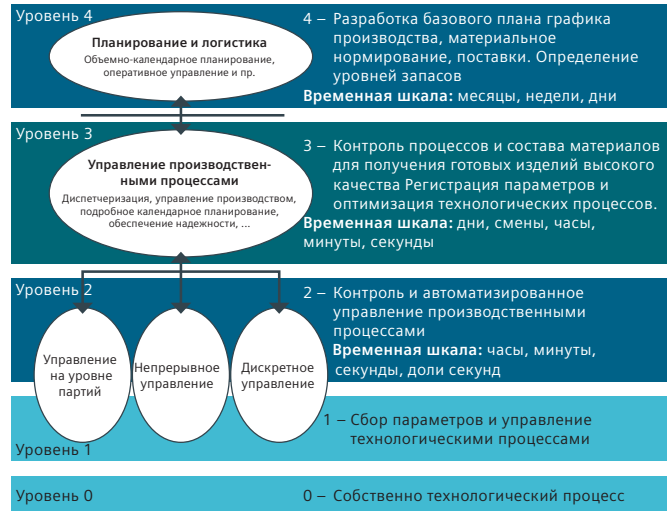 Уровень 4
Планирование и логистика
Объемно-календарное планирование,
оперативное управление и пр.
4 – Разработка базового плана графика
производства, материальное
нормирование, поставки. Определение
уровней запасов
Временная шкала: месяцы, недели, дни
Уровень 3
Управление производствен-
ными процессами
Диспетчеризация, управление производством,
подробное календарное планирование,
обеспечение надежности, ...
3 – Контроль процессов и состава материалов
для получения готовых изделий высокого
качества Регистрация параметров и
оптимизация технологических процессов.
Временная шкала: дни, смены, часы,
минуты, секунды
Уровень 2
Управление
на уровне
партий
Непрерывное
управление
Дискретное
управление
2 – Контроль и автоматизированное
управление производственными
процессами
Временная шкала: часы, минуты,
секунды, доли секунд
Уровень 1
1 – Сбор параметров и управление
технологическими процессами
Уровень 0
0 – Собственно технологический процесс